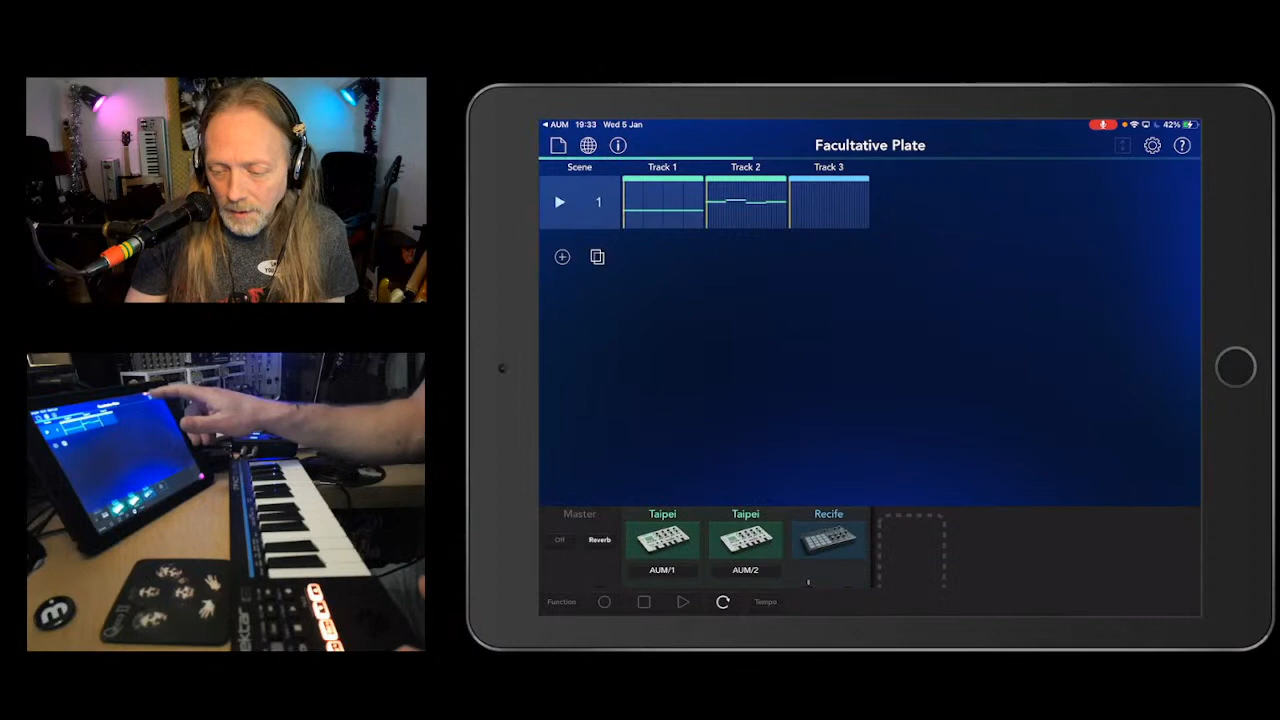 AUM 19:33 Wed 5 Jan 42%
Facultative Plate
Scene Track 1 Track 2 Track 3
1
Master Taipei Taipei Recife
Off Reverb
AUM/1 AUM/2
Function Tempo
ektar
m